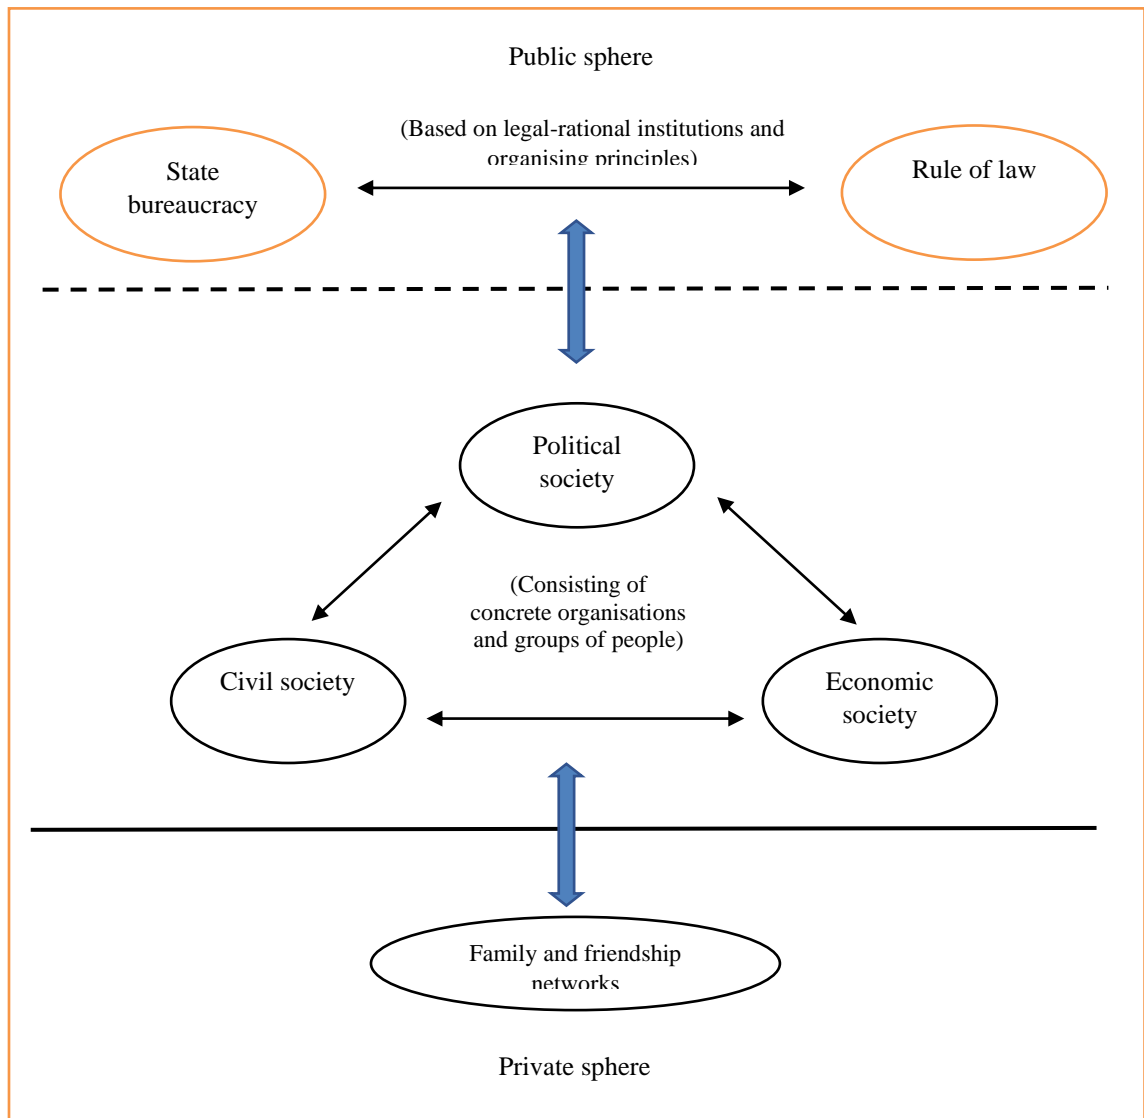 Public sphere
(Based on legal-rational institutions and
organising principles)
State
bureaucracy
Rule of law
Political
society
(Consisting of
concrete organisations
and groups of people)
Civil society
Economic
society
Family and friendship
networks
Private sphere